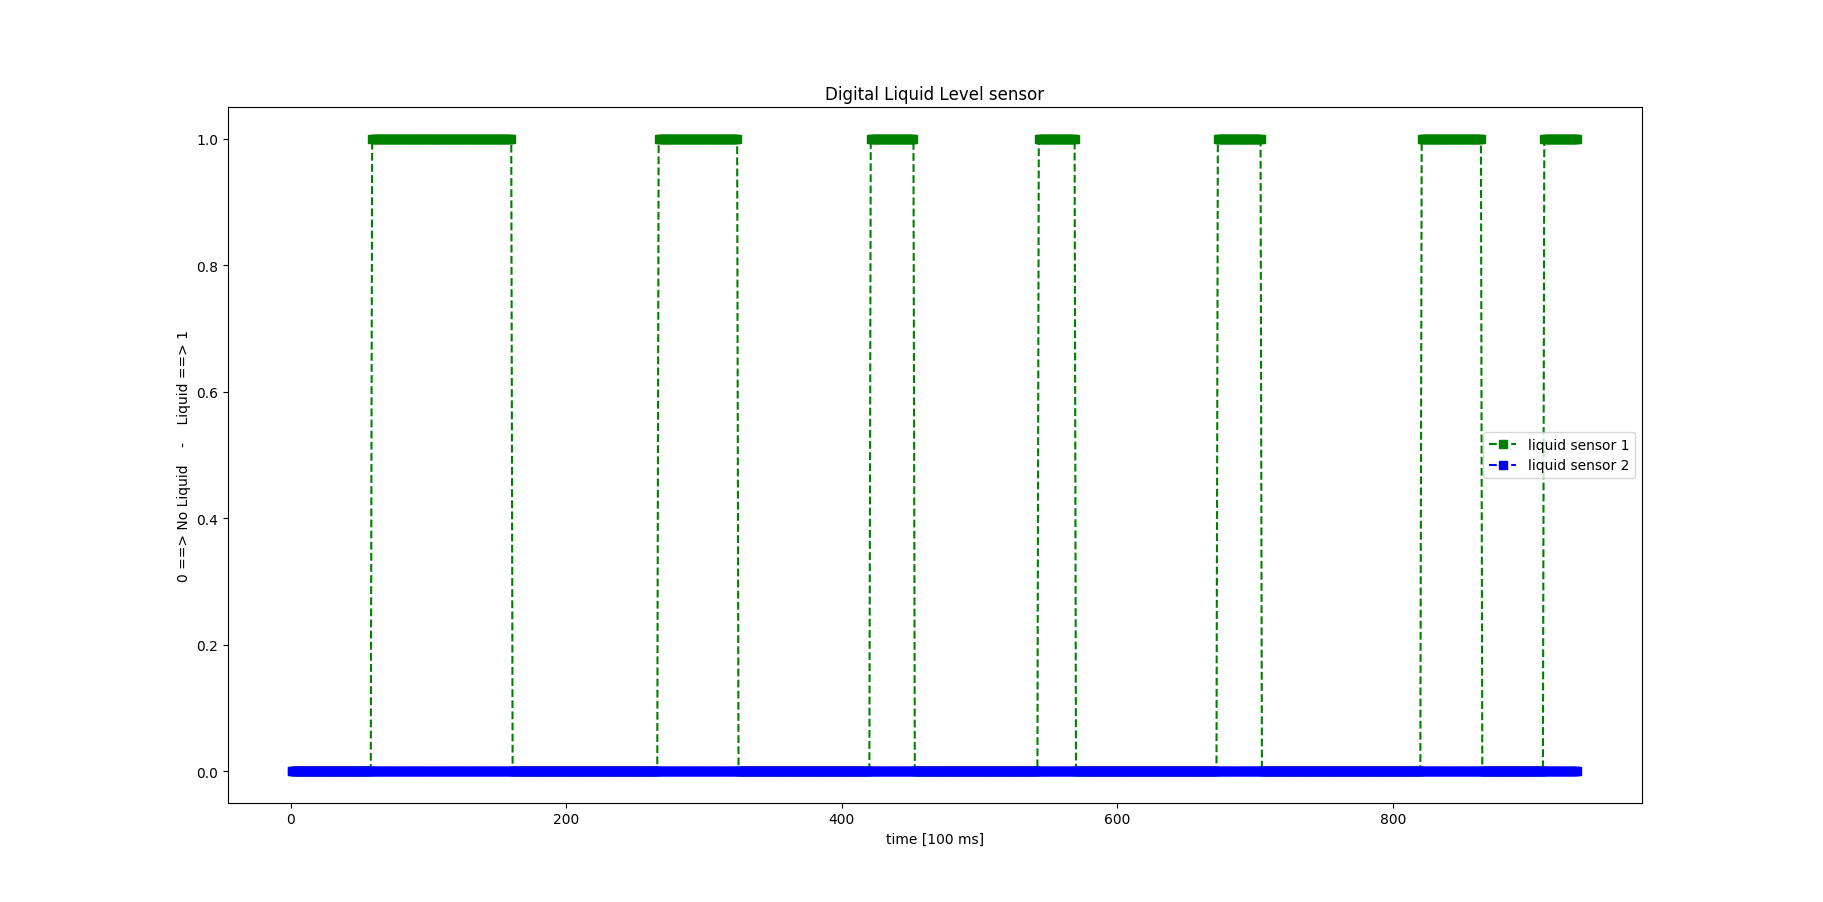 Digital Liquid Level sensor
1.0
0.8
0.6
0.4
0.2
0.0
0 ==> No Liquid    -    Liquid ==> 1
liquid sensor 1
liquid sensor 2
0 200 400 600 800
time [100 ms]